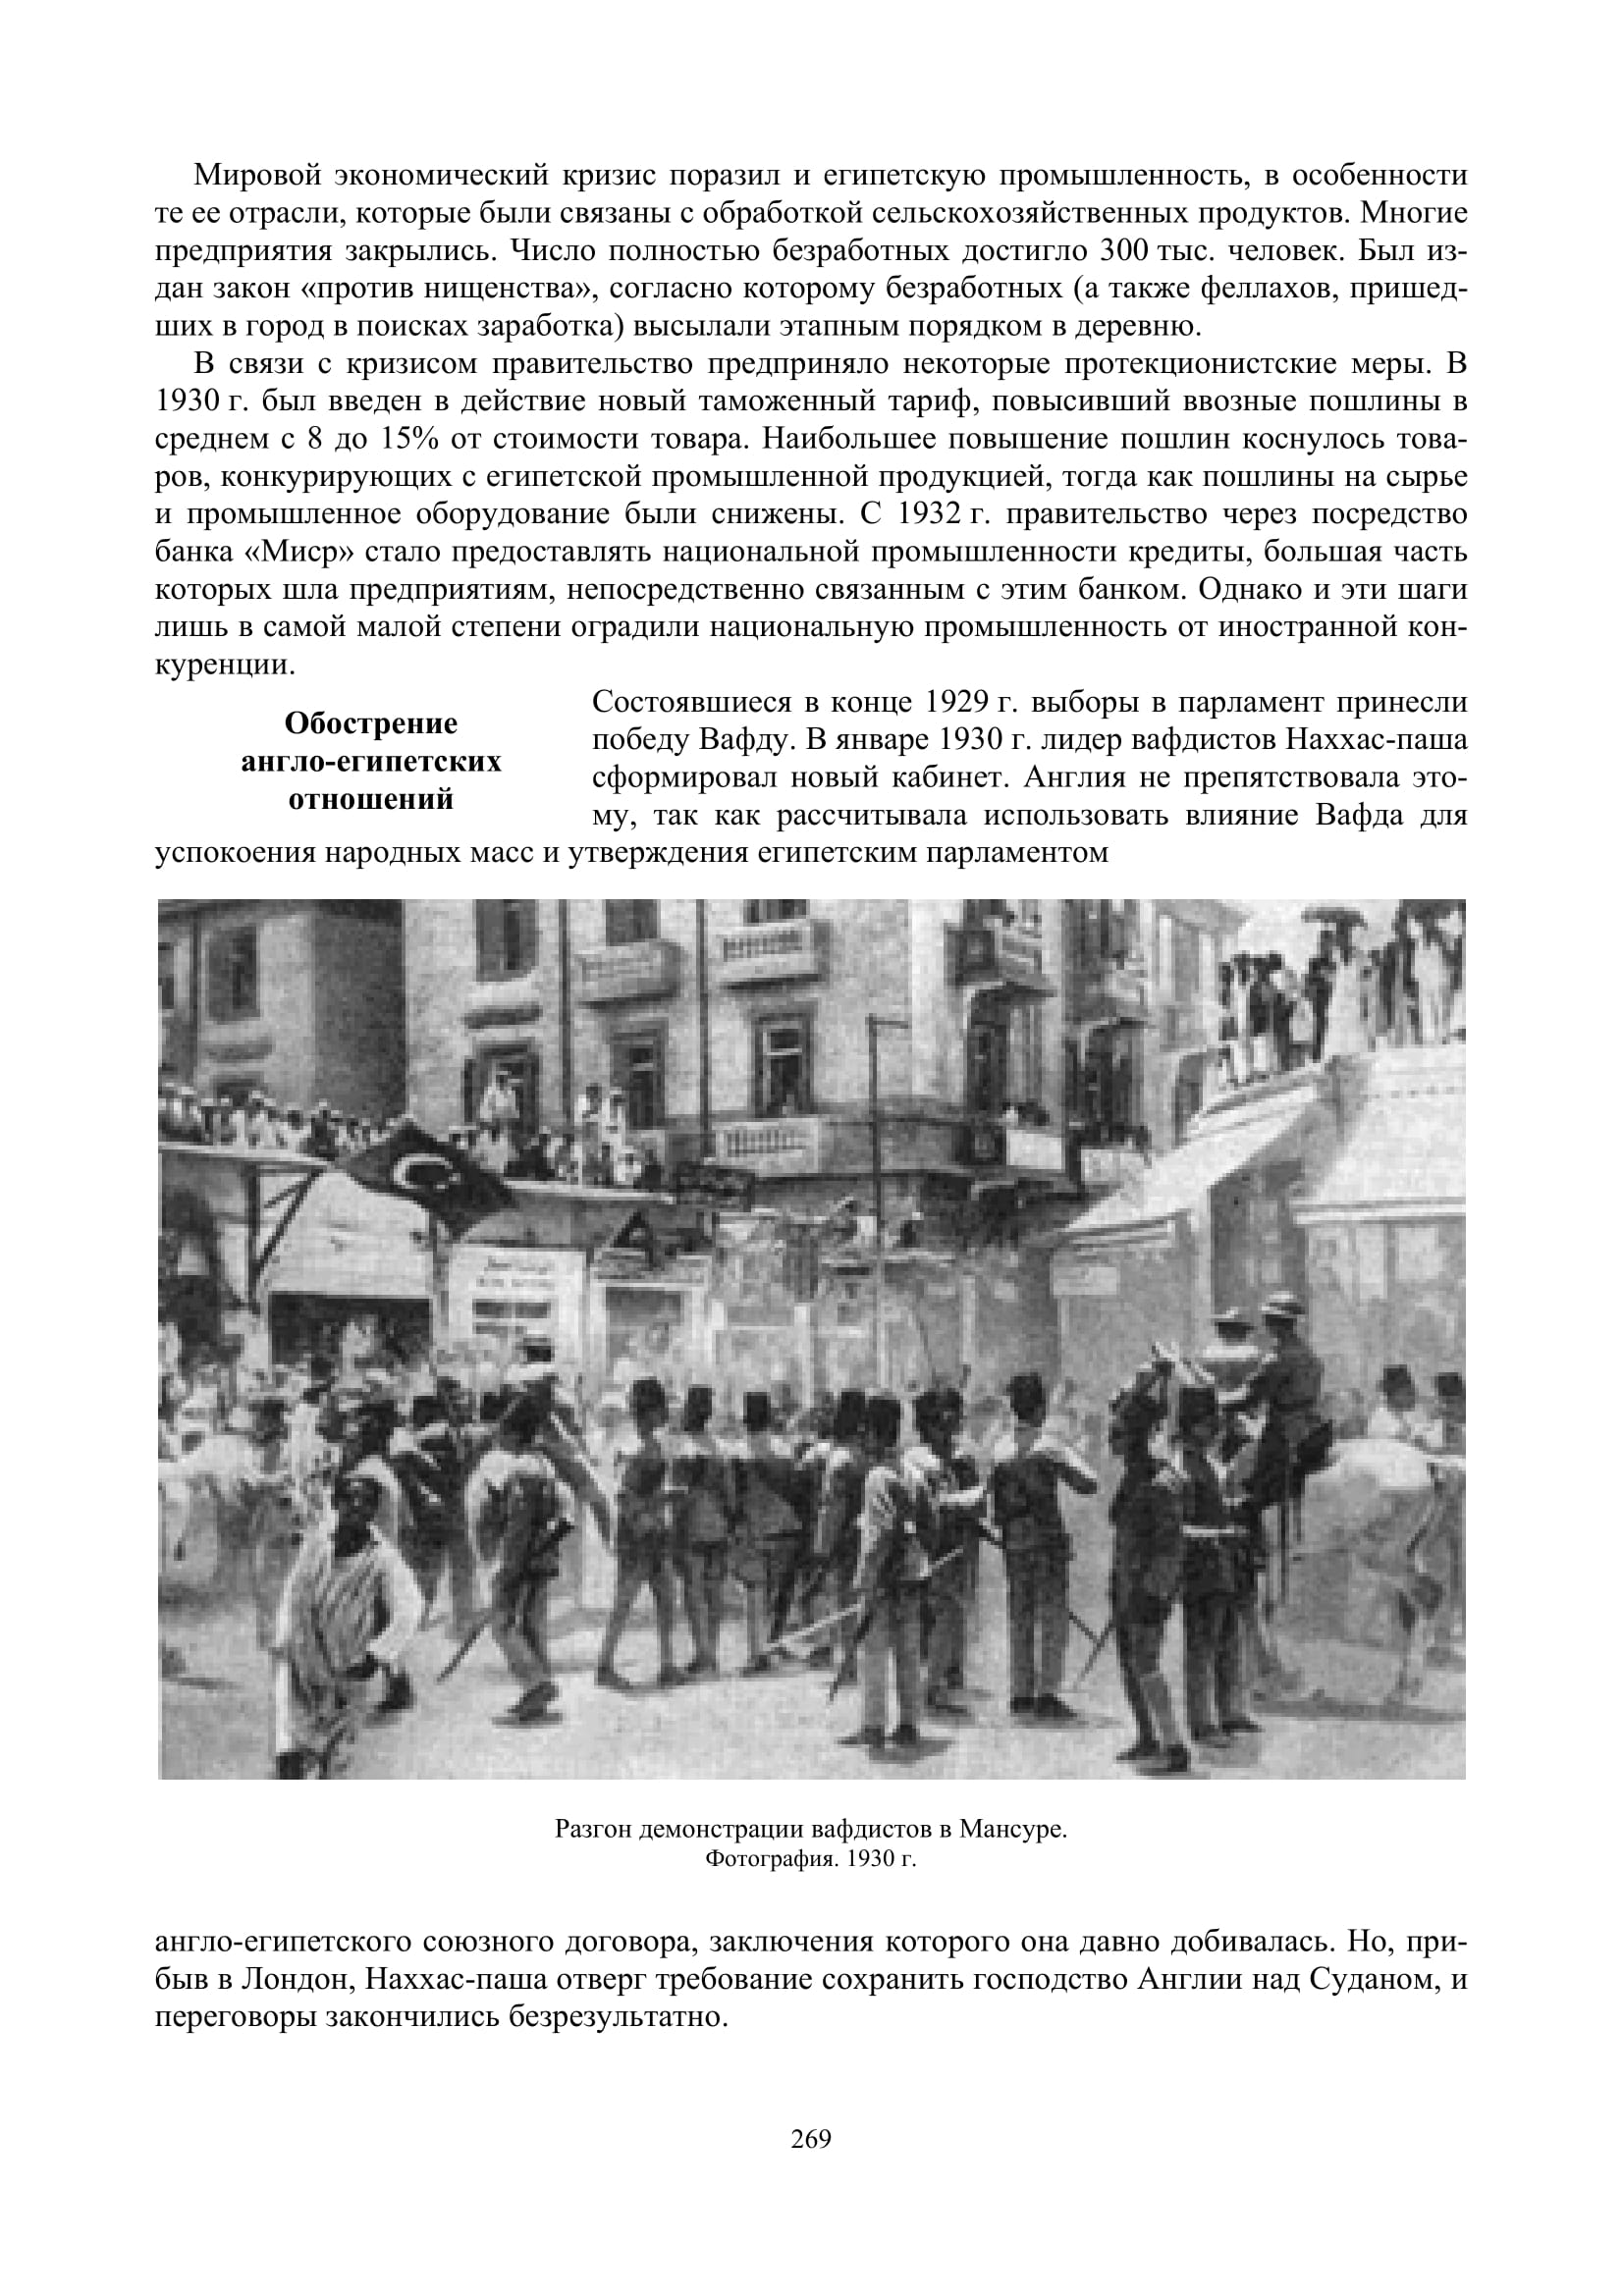 Мировой экономический кризис поразил и египетскую промышленность, в особенности
те ее отрасли, которые были связаны с обработкой сельскохозяйственных продуктов. Многие
предприятия закрылись. Число полностью безработных достигло 300 тыс. человек. Был из-
дан закон «против нищенства», согласно которому безработных (а также феллахов, пришед-
ших в город в поисках заработка) высылали этапным порядком в деревню.
В связи с кризисом правительство предприняло некоторые протекционистские меры. В
1930 г. был введен в действие новый таможенный тариф, повысивший ввозные пошлины в
среднем с 8 до 15% от стоимости товара. Наибольшее повышение пошлин коснулось това-
ров, конкурирующих с египетской промышленной продукцией, тогда как пошлины на сырье
и промышленное оборудование были снижены. С 1932 г. правительство через посредство
банка «Миср» стало предоставлять национальной промышленности кредиты, большая часть
которых шла предприятиям, непосредственно связанным с этим банком. Однако и эти шаги
лишь в самой малой степени оградили национальную промышленность от иностранной кон-
куренции.
Обострение
англо-египетских
отношений
Состоявшиеся в конце 1929 г. выборы в парламент принесли
победу Вафду. В январе 1930 г. лидер вафдистов Наххас-паша
сформировал новый кабинет. Англия не препятствовала это-
му, так как рассчитывала использовать влияние Вафда для
успокоения народных масс и утверждения египетским парламентом
Разгон демонстрации вафдистов в Мансуре.
Фотография. 1930 г.
англо-египетского союзного договора, заключения которого она давно добивалась. Но, при-
быв в Лондон, Наххас-паша отверг требование сохранить господство Англии над Суданом, и
переговоры закончились безрезультатно.
269